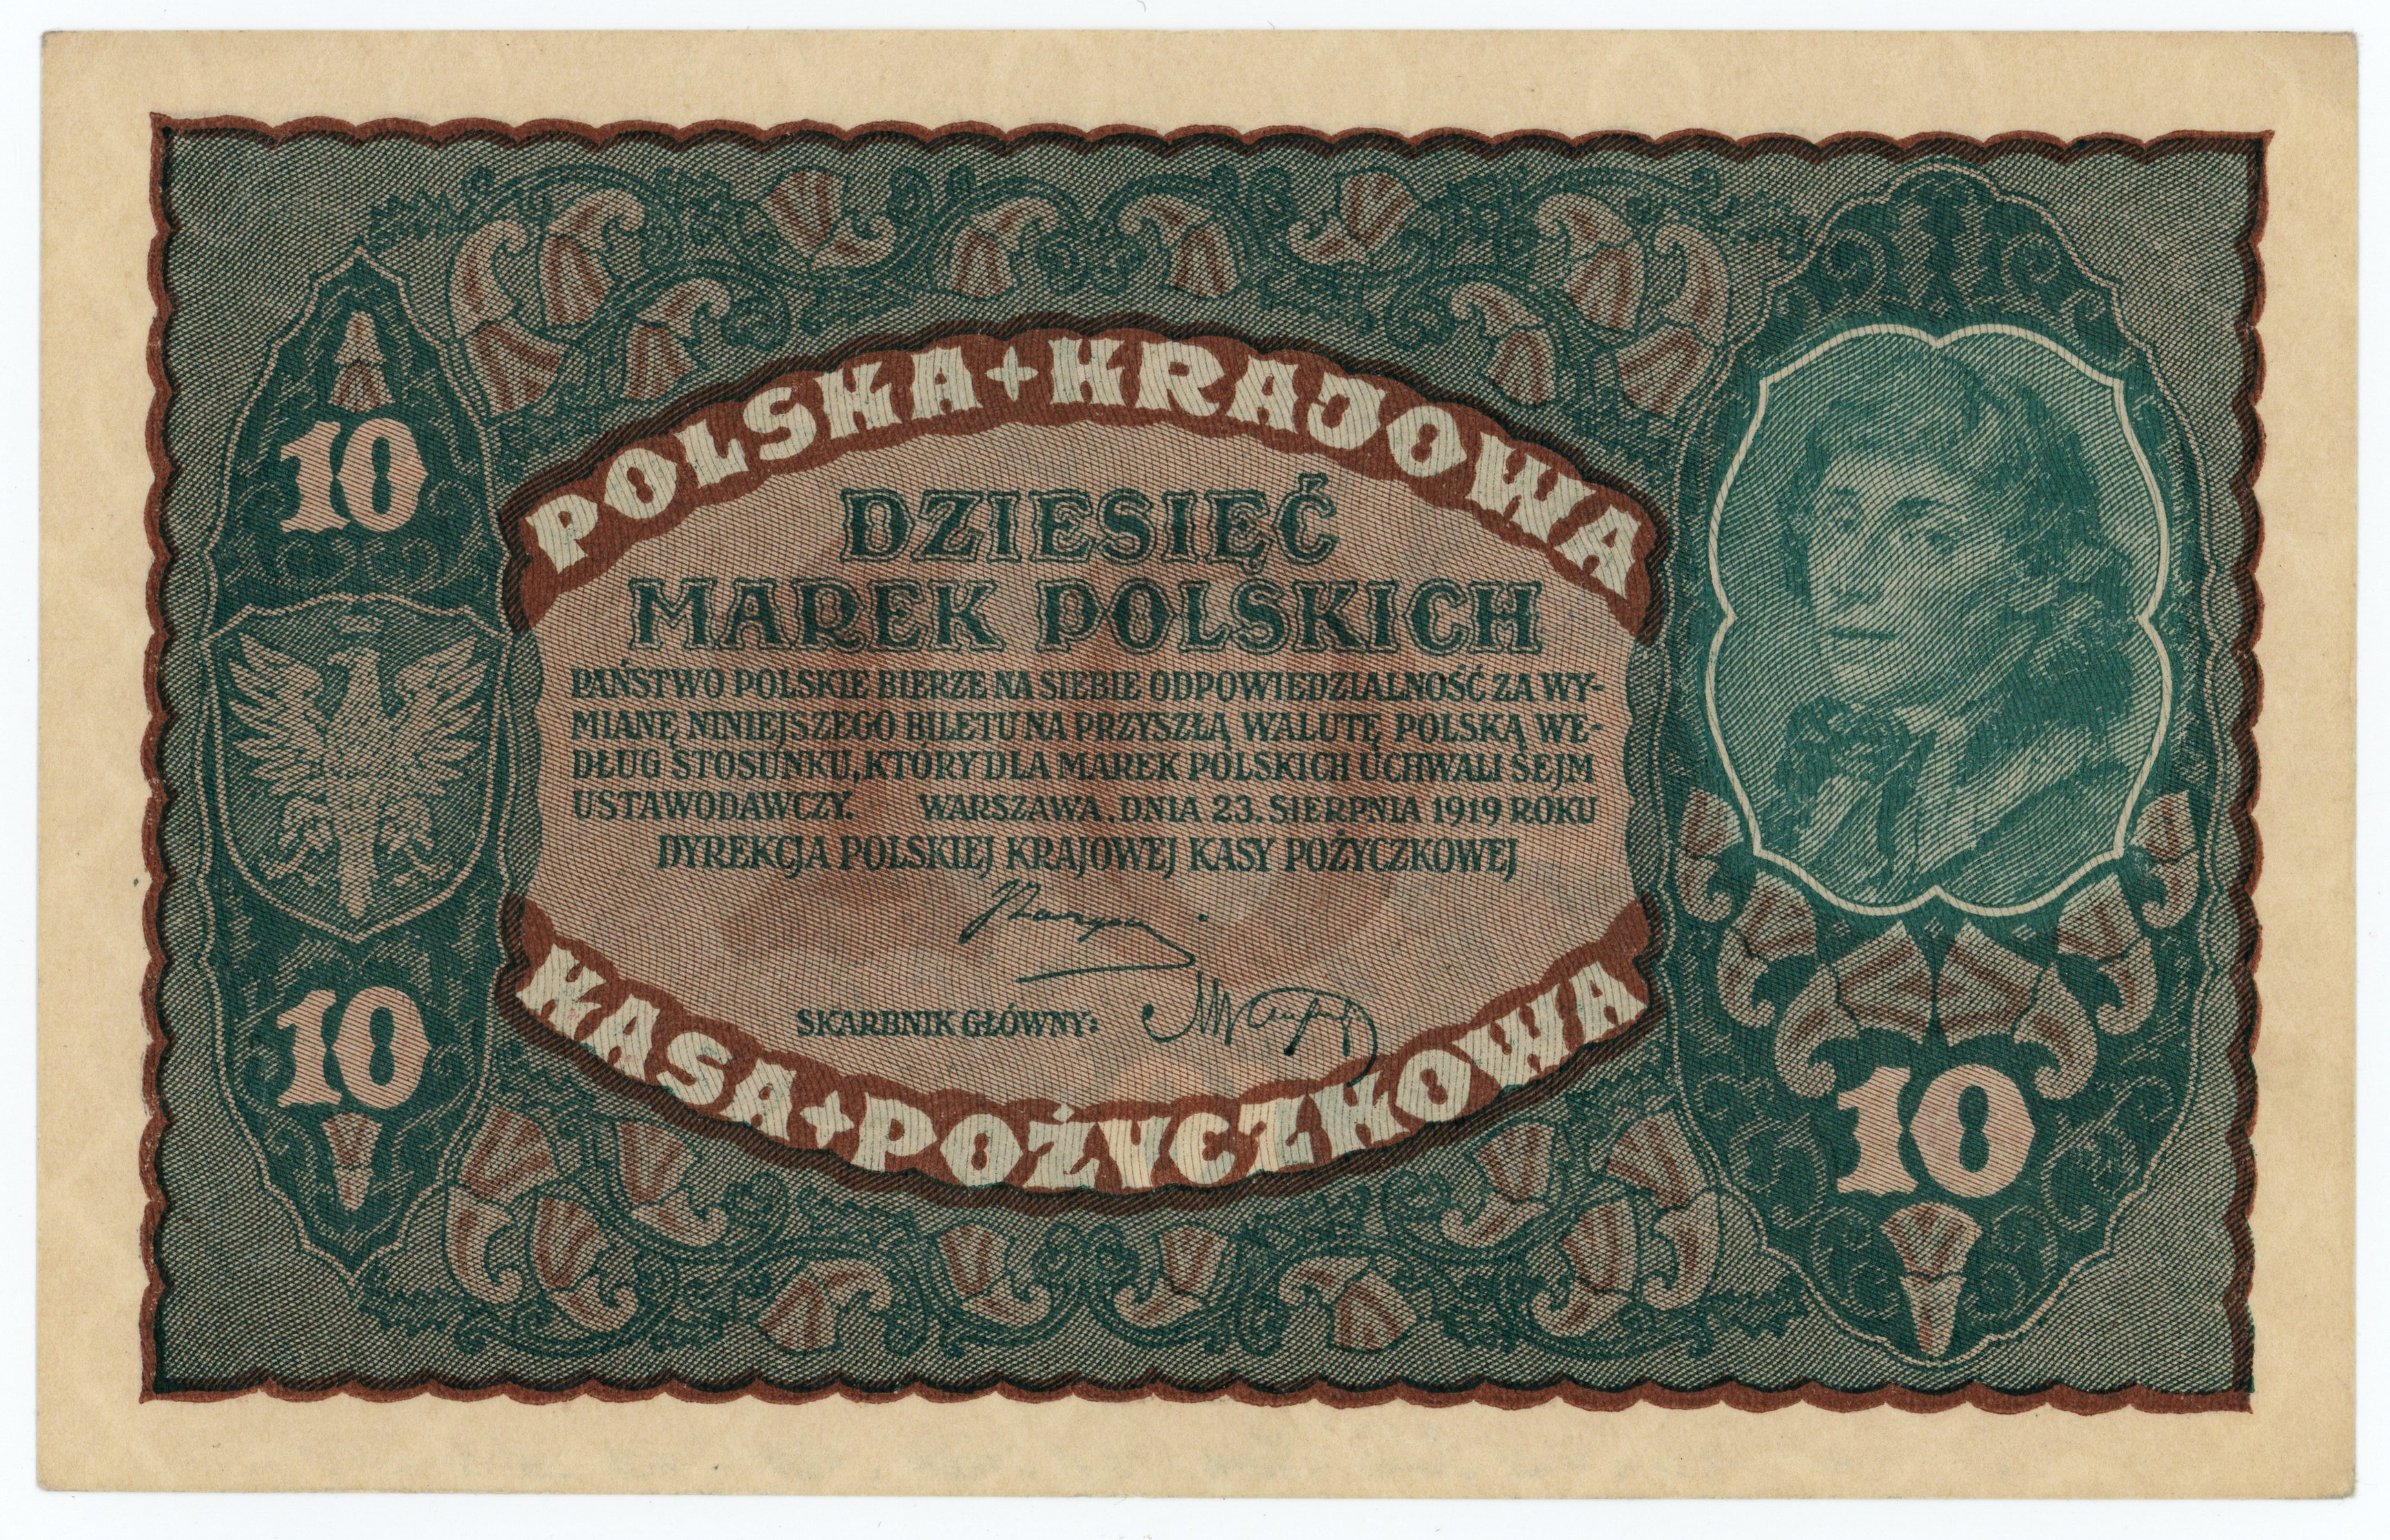 POLSKA + KRAJOWA
10
DZIESIĘĆ
MAREK POLSKICH
PAŃSTWO POLSKIE BIERZE NA SIEBIE ODPOWIEDZIALNOŚĆ ZA WY-
MIANĘ NINIEJSZEGO BILETU NA PRZYSZŁĄ WALUTĘ POLSKĄ WE-
DŁUG STOSUNKU, KTÓRY DLA MAREK POLSKICH UCHWALI SEJM
USTAWODAWCZY. WARSZAWA. DNIA 23. SIERPNIA 1919 ROKU
DYREKCJA POLSKIEJ KRAJOWEJ KASY POŻYCZKOWEJ
SKARBNIK GŁÓWNY:
10
10
KASA + POŻYCZKOWA